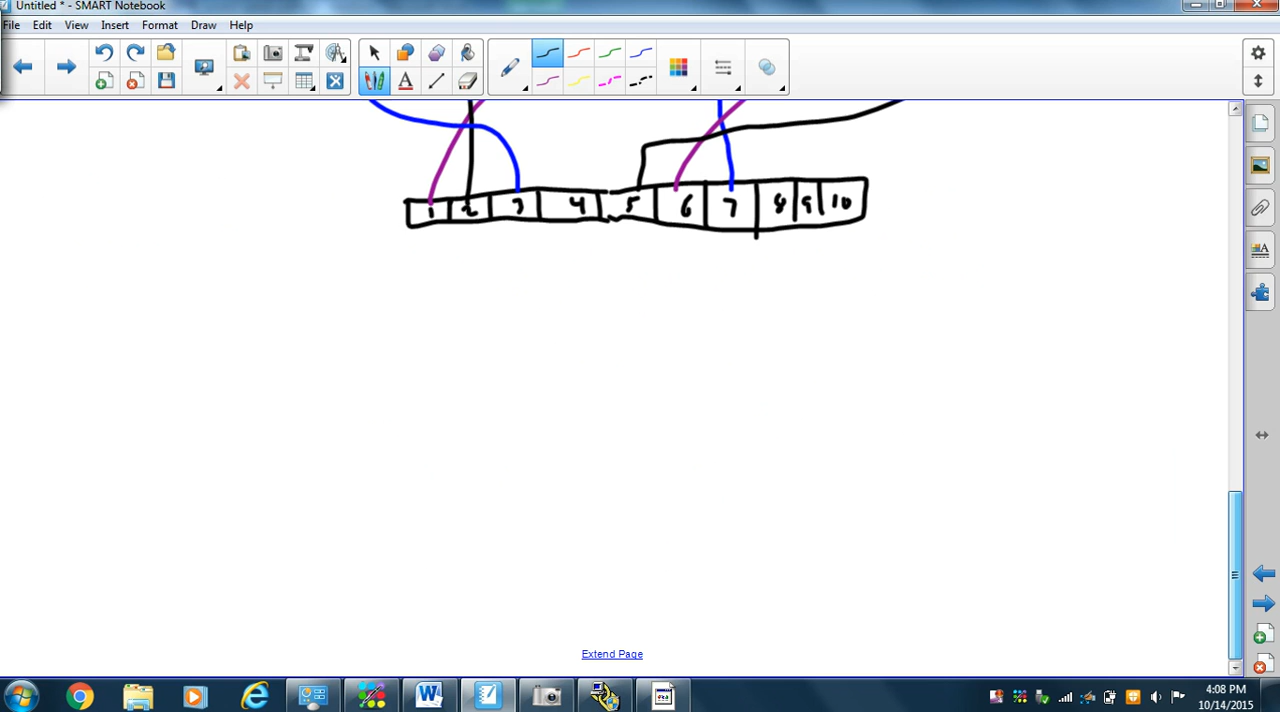 Untitled * - SMART Notebook
File Edit View Insert Format Draw Help
1 2 3 4 5 6 7 8 9 10
Extend Page
4:08 PM
10/14/2015